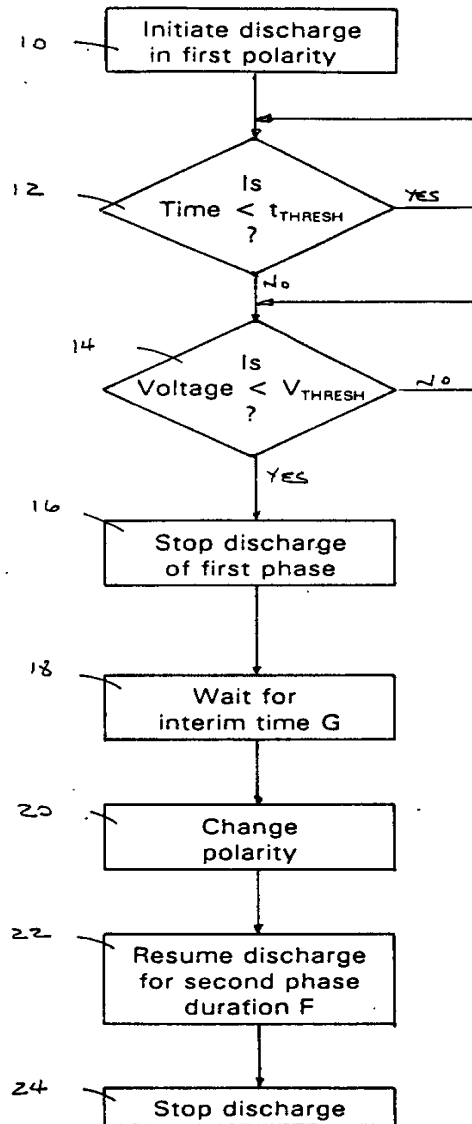 10
Initiate discharge
in first polarity
12
Is
Time < tTHRESH
?
YES
NO
14
Is
Voltage < VTHRESH
?
NO
YES
16
Stop discharge
of first phase
18
Wait for
interim time G
20
Change
polarity
22
Resume discharge
for second phase
duration F
24
Stop discharge